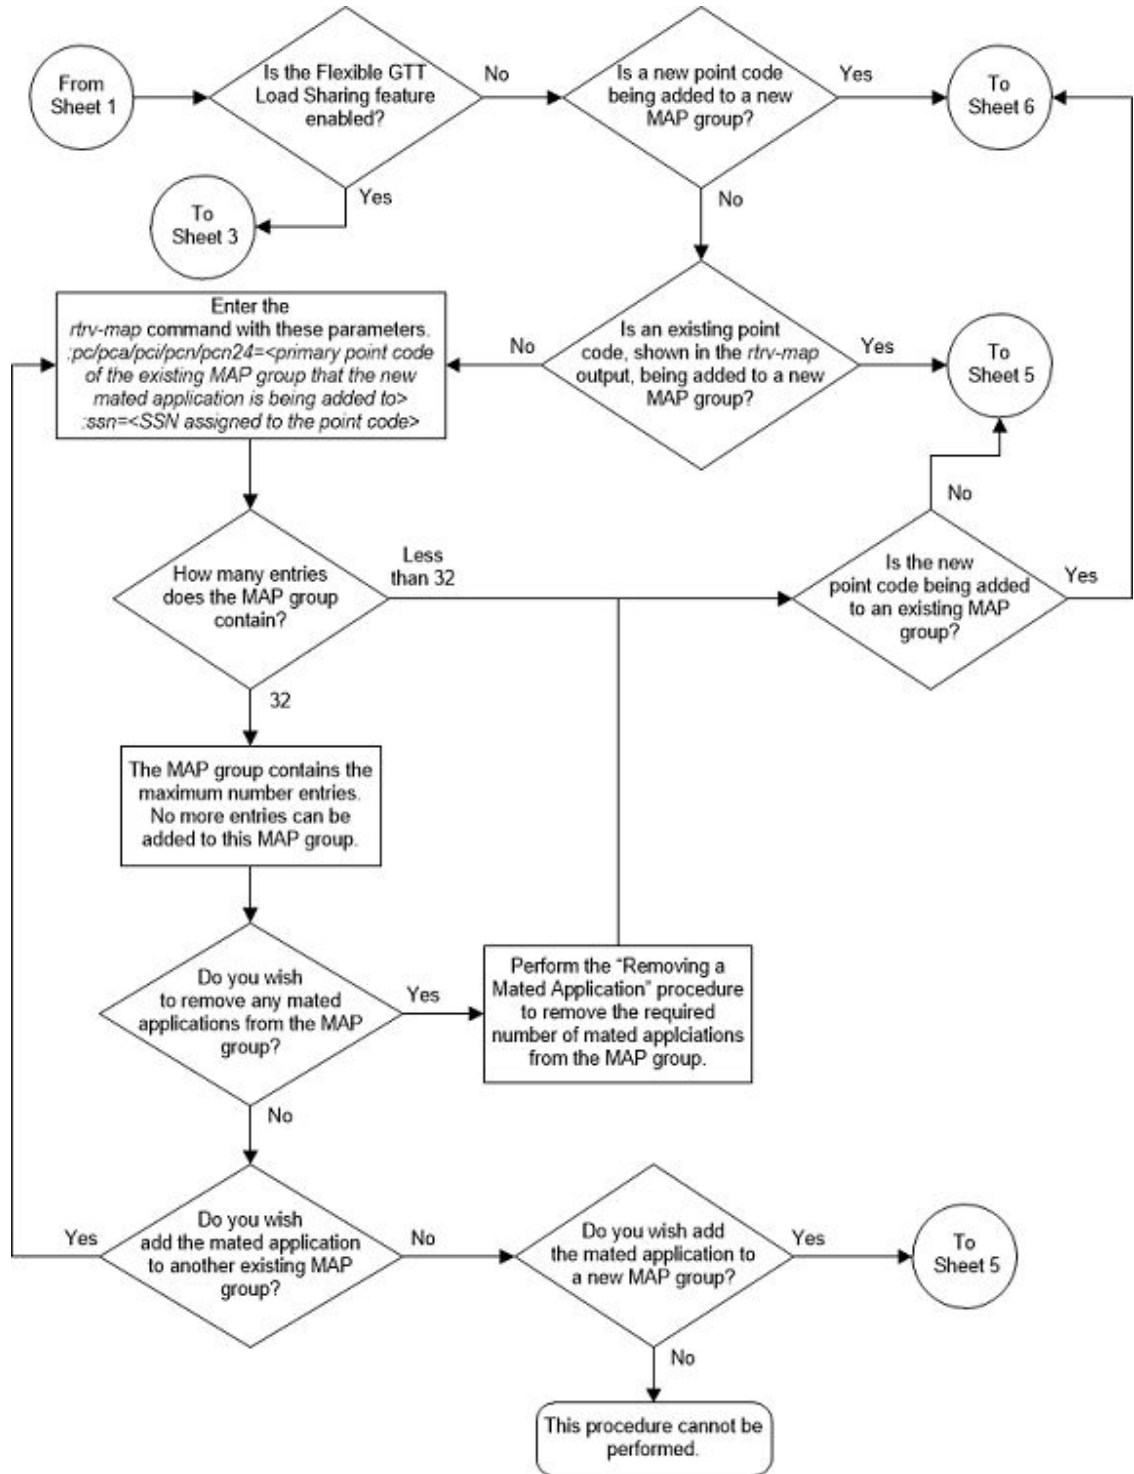 From
Sheet 1
Is the Flexible GTT
Load Sharing feature
enabled?
No
Is a new point code
being added to a new
MAP group?
Yes
To
Sheet 6
Yes
To
Sheet 3
No
Enter the
rtrv-map command with these parameters.
:pc/pca/pci/pcn/pcn24=<primary point code
of the existing MAP group that the new
mated application is being added to>
:ssn=<SSN assigned to the point code>
No
Is an existing point
code, shown in the rtrv-map
output, being added to a new
MAP group?
Yes
To
Sheet 5
No
How many entries
does the MAP group
contain?
Less
than 32
Is the new
point code being added
to an existing MAP
group?
Yes
32
The MAP group contains the
maximum number entries.
No more entries can be
added to this MAP group.
Do you wish
to remove any mated
applications from the MAP
group?
Yes
Perform the “Removing a
Mated Application” procedure
to remove the required
number of mated applciations
from the MAP group.
No
Yes
Do you wish
add the mated application
to another existing MAP
group?
No
Do you wish add
the mated application to
a new MAP group?
Yes
To
Sheet 5
No
This procedure cannot be
performed.